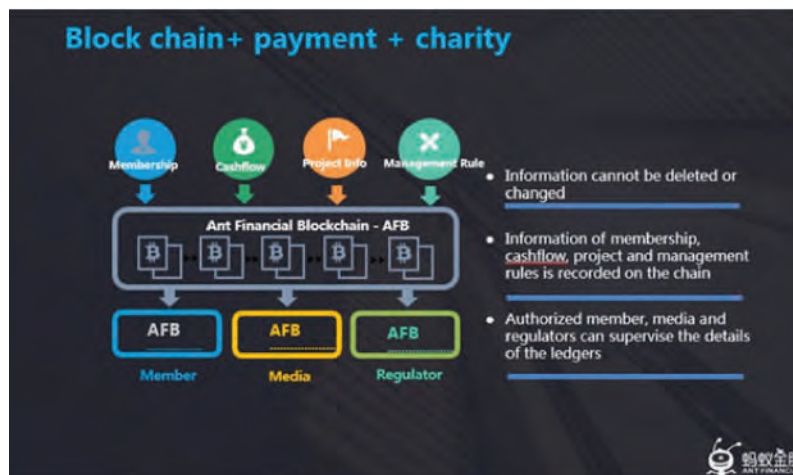 Block chain+ payment + charity
Membership
Cashflow
Project Info
Management Rule
Ant Financial Blockchain - AFB
AFB
AFB
AFB
Member
Media
Regulator
• Information cannot be deleted or
changed
• Information of membership,
cashflow, project and management
rules is recorded on the chain
• Authorized member, media and
regulators can supervise the details
of the ledgers
蚂蚁金
ANT FINANCI